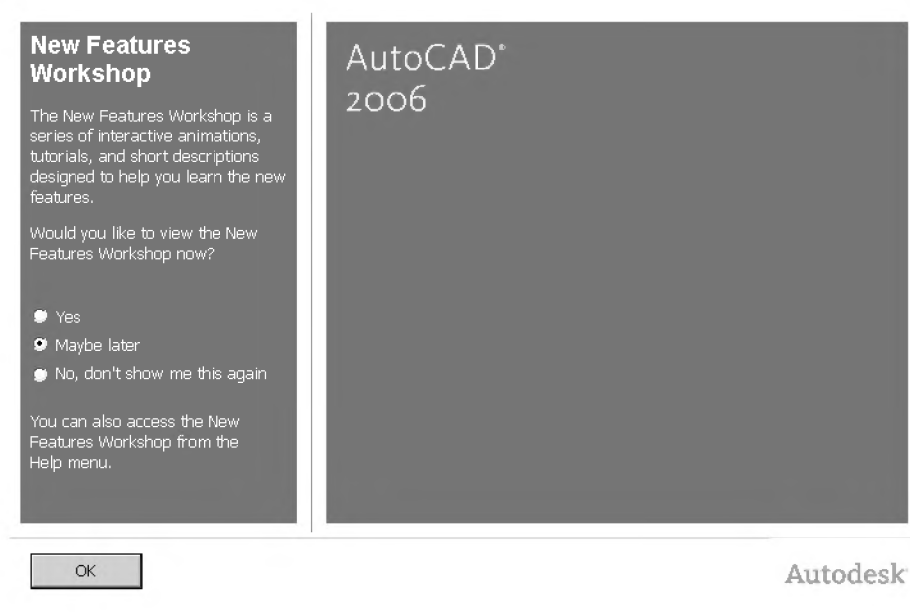 New Features
Workshop
The New Features Workshop is a
series of interactive animations,
tutorials, and short descriptions
designed to help you learn the new
features.
Would you like to view the New
Features Workshop now?
Yes
Maybe later
No, don't show me this again
You can also access the New
Features Workshop from the
Help menu.
AutoCAD®
2006
OK
Autodesk